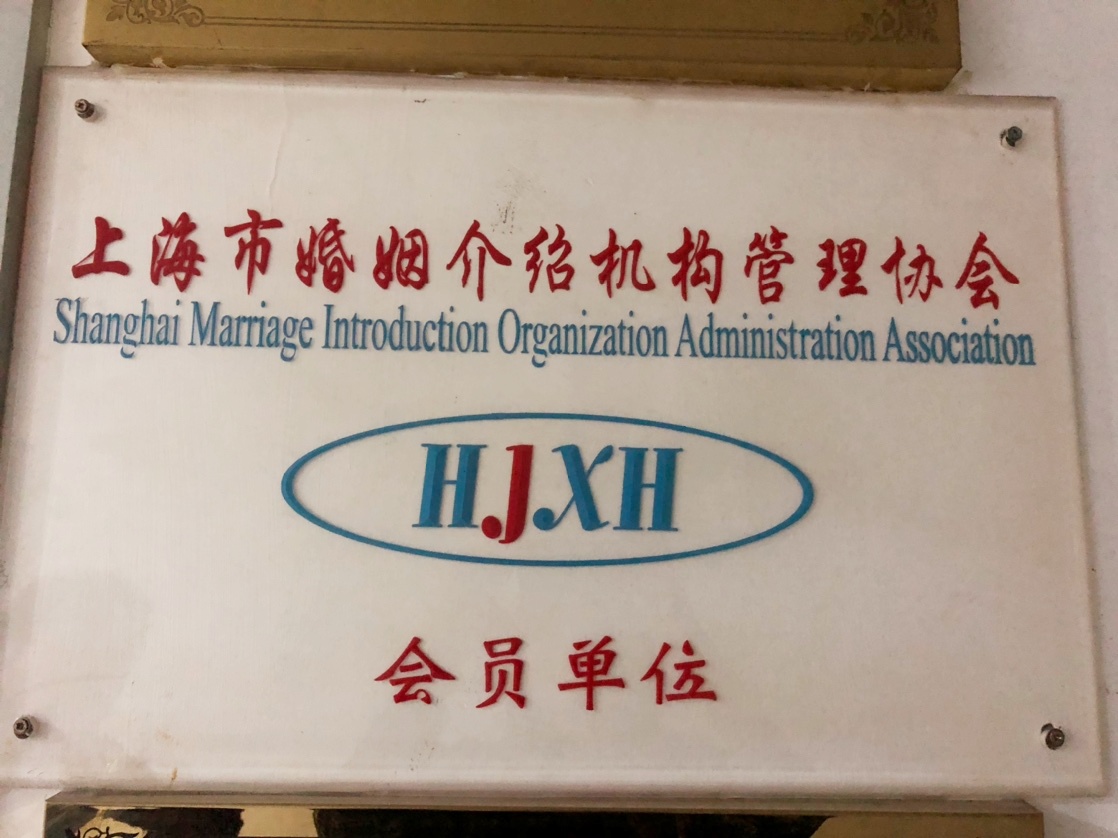 上海市婚姻介绍机构管理协会
Shanghai Marriage Introduction Organization Administration Association
HJXH
会员单位